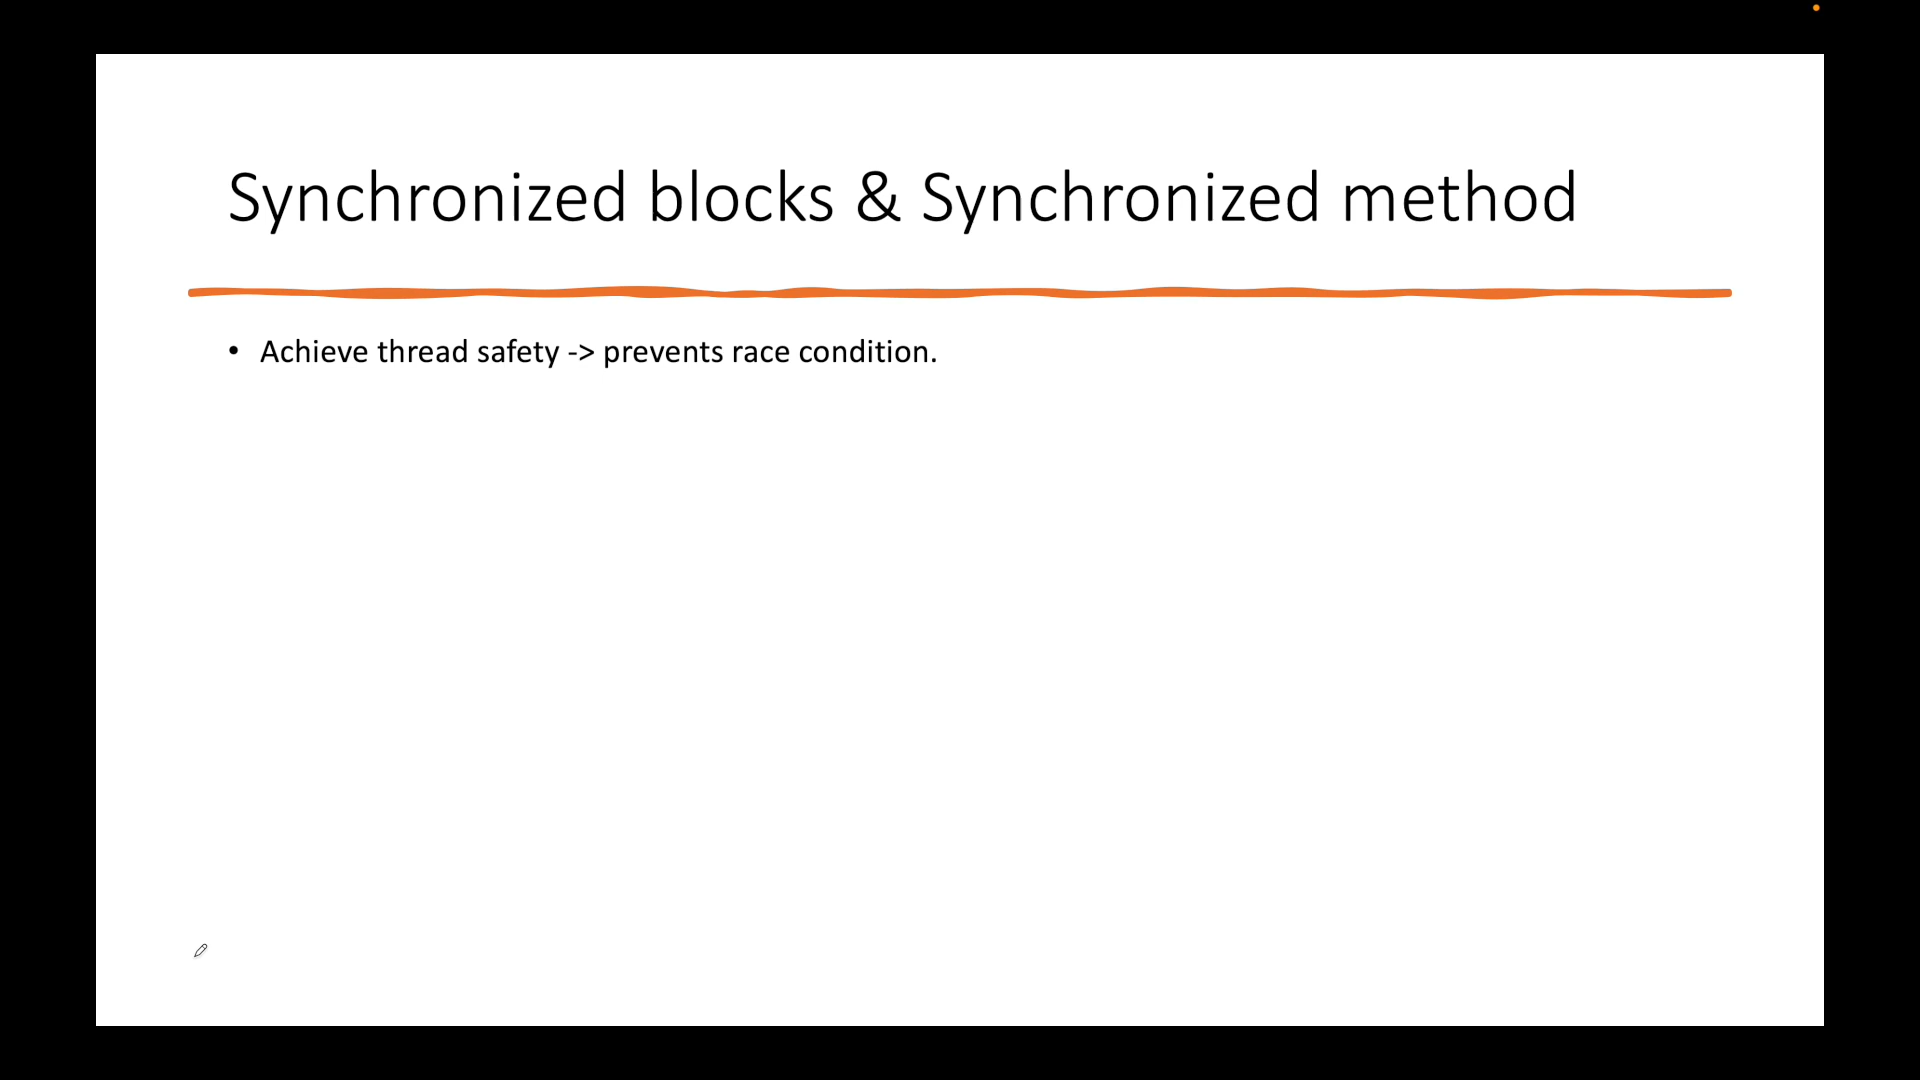 Synchronized blocks & Synchronized method
• Achieve thread safety -> prevents race condition.